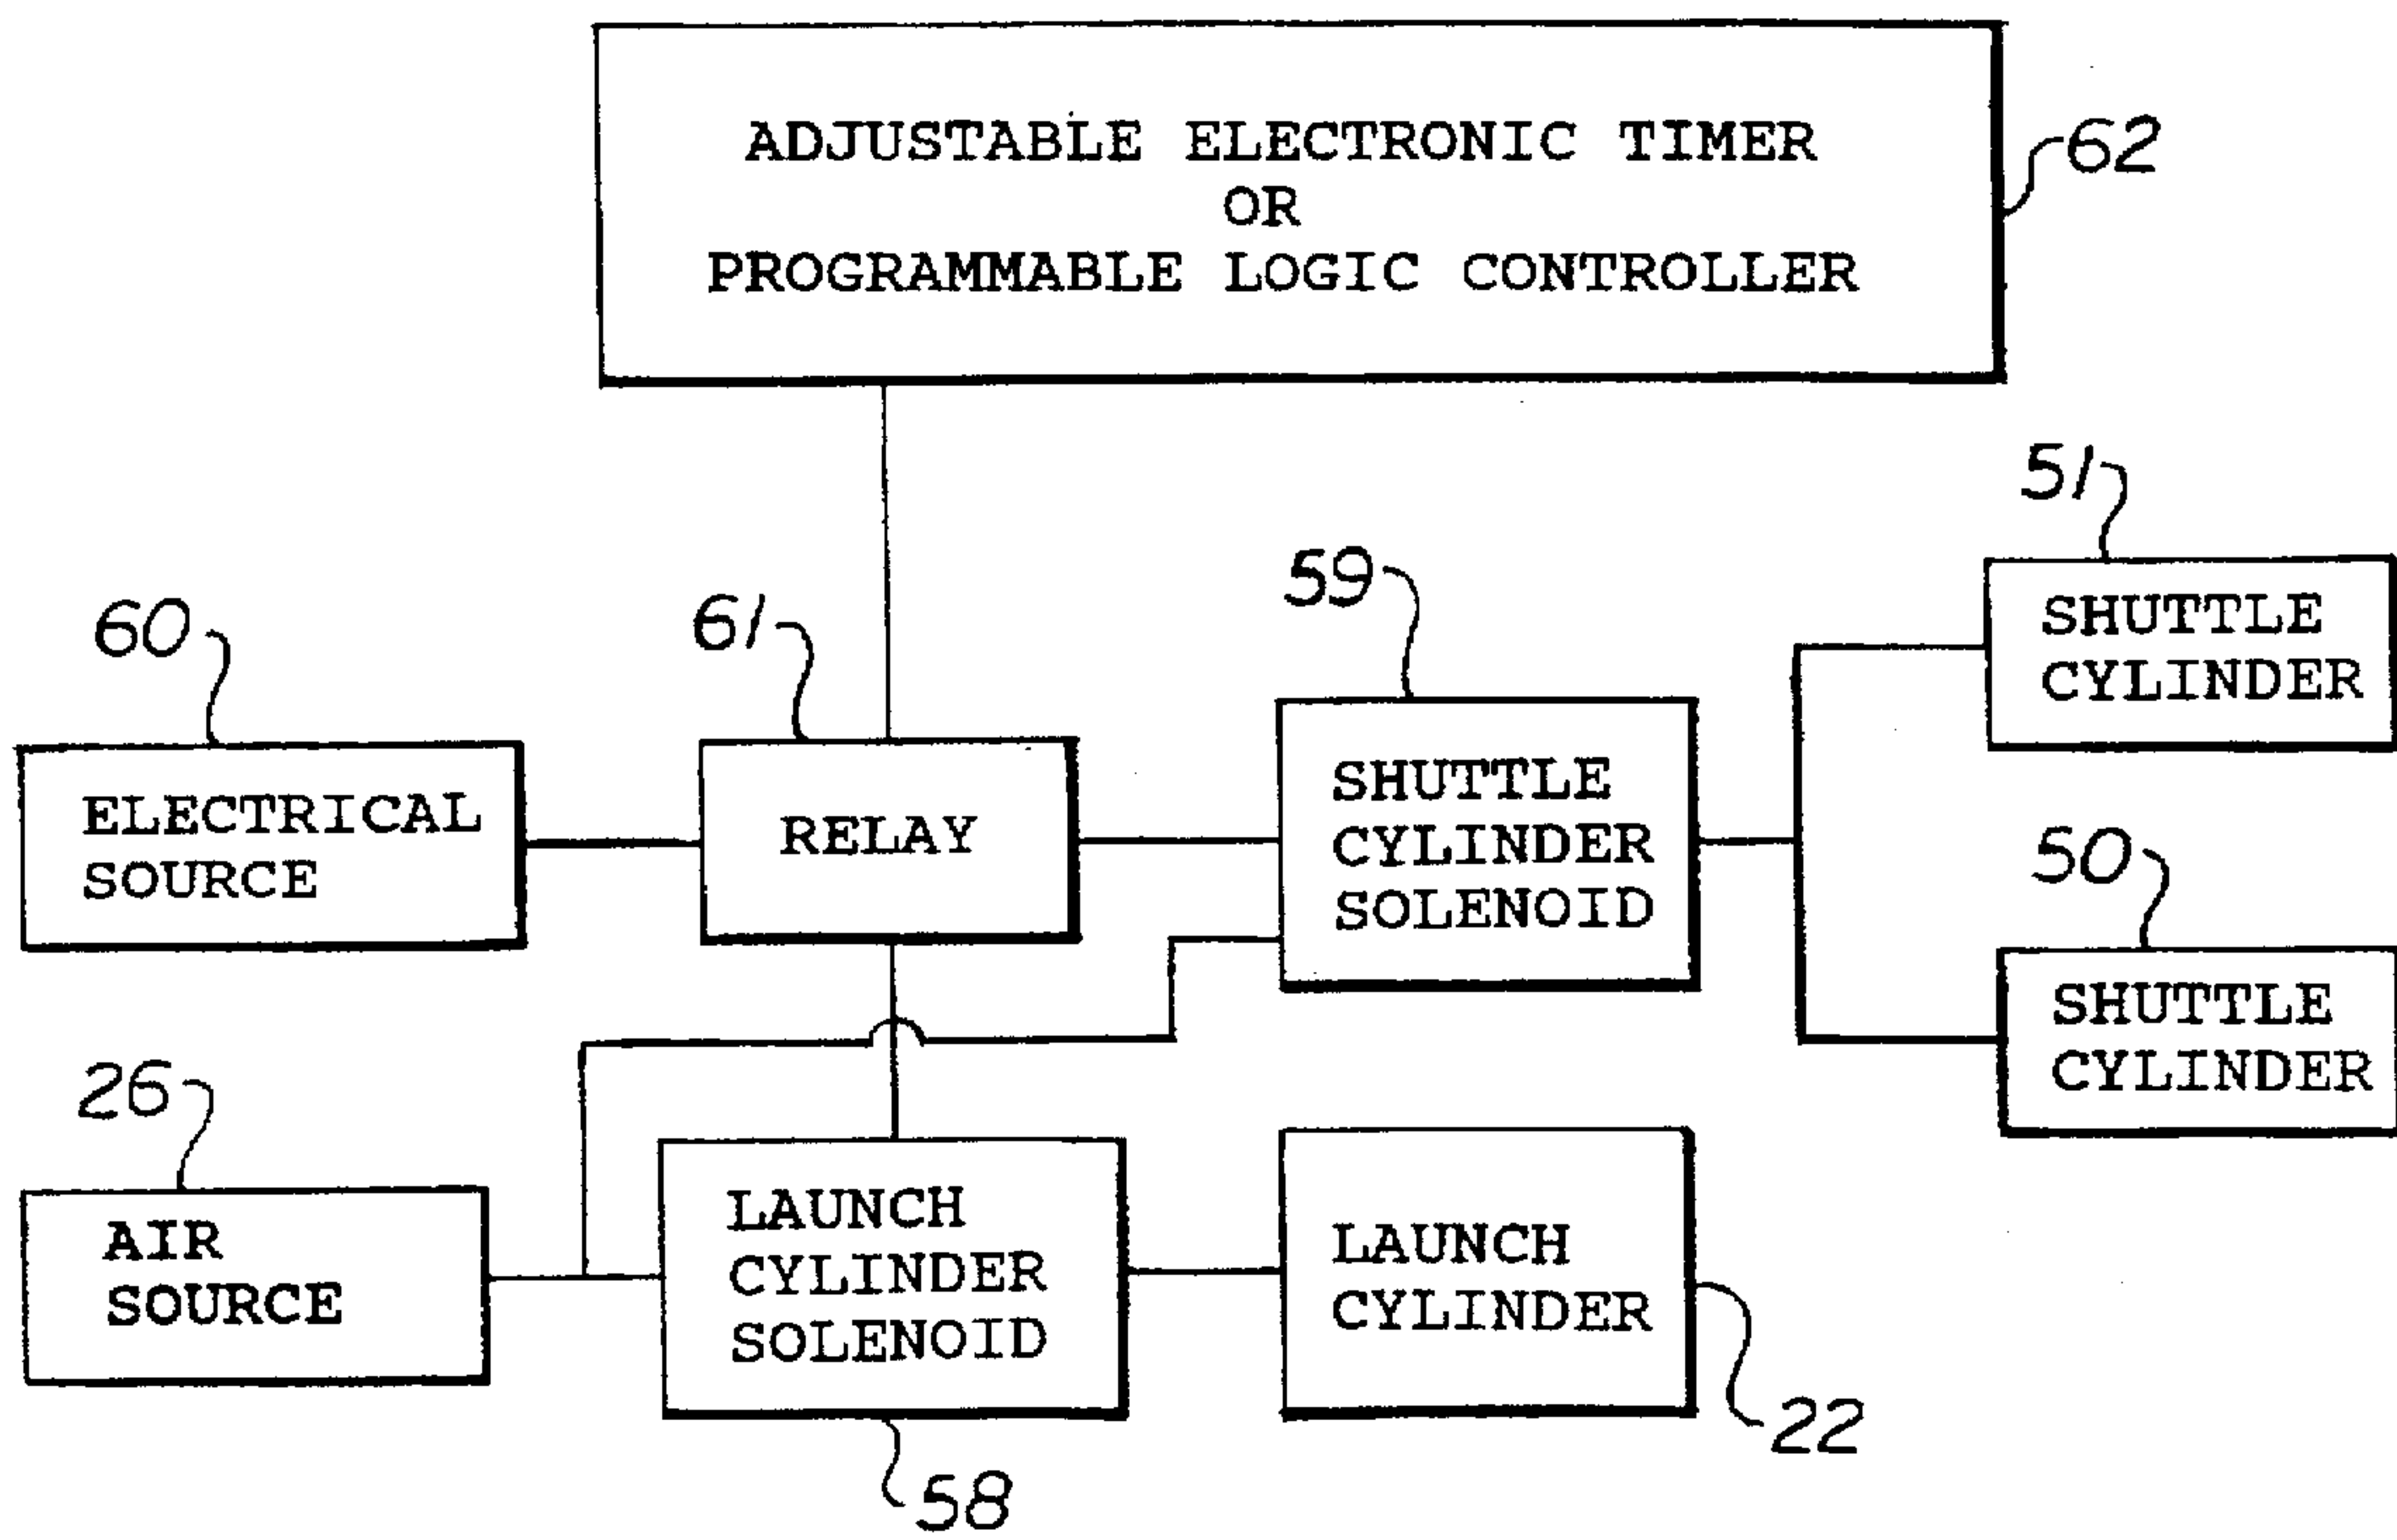 ADJUSTABLE ELECTRONIC TIMER
OR
PROGRAMMABLE LOGIC CONTROLLER
62
51
SHUTTLE
CYLINDER
59
SHUTTLE
CYLINDER
SOLENOID
61
RELAY
60
ELECTRICAL
SOURCE
50
SHUTTLE
CYLINDER
26
AIR
SOURCE
LAUNCH
CYLINDER
SOLENOID
58
LAUNCH
CYLINDER
22